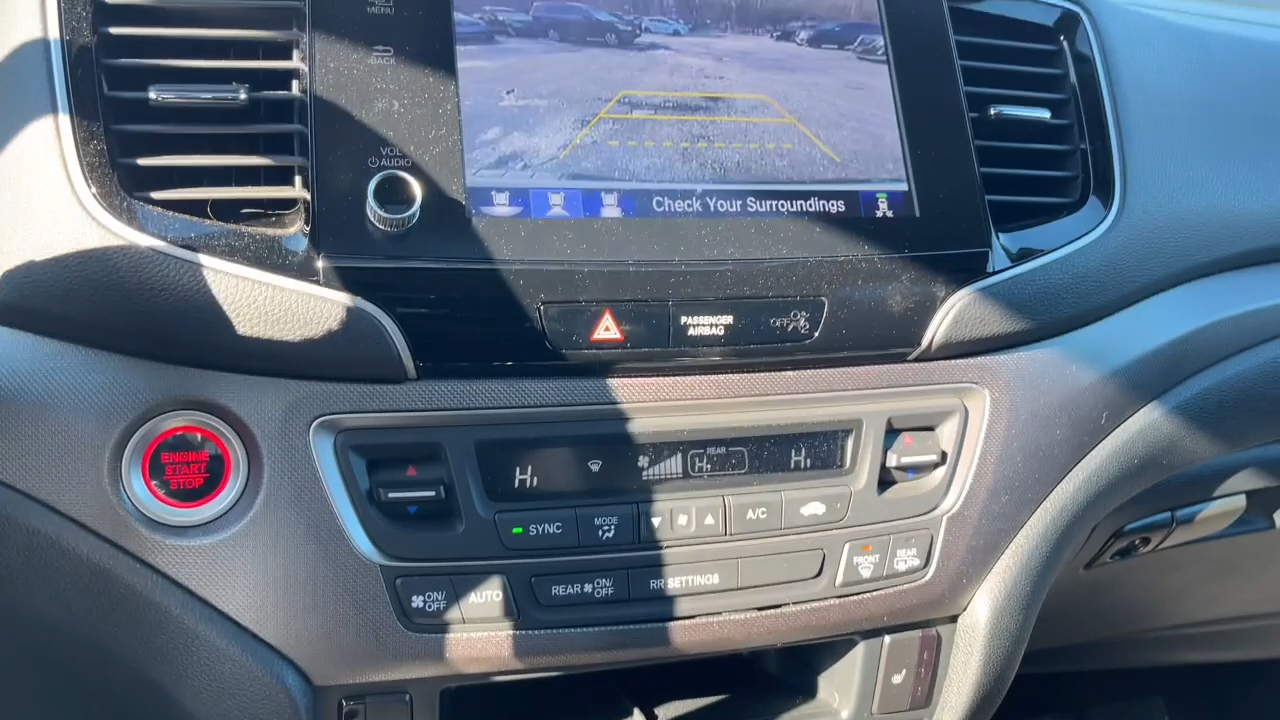 MENU
BACK
VOL
AUDIO
Check Your Surroundings
PASSENGER
AIRBAG
OFF
2
ENGINE
START
STOP
Hi
REAR
Hi
Hi
SYNC
MODE
A/C
ON/
OFF
AUTO
REAR
ON/
OFF
RR SETTINGS
FRONT
REAR